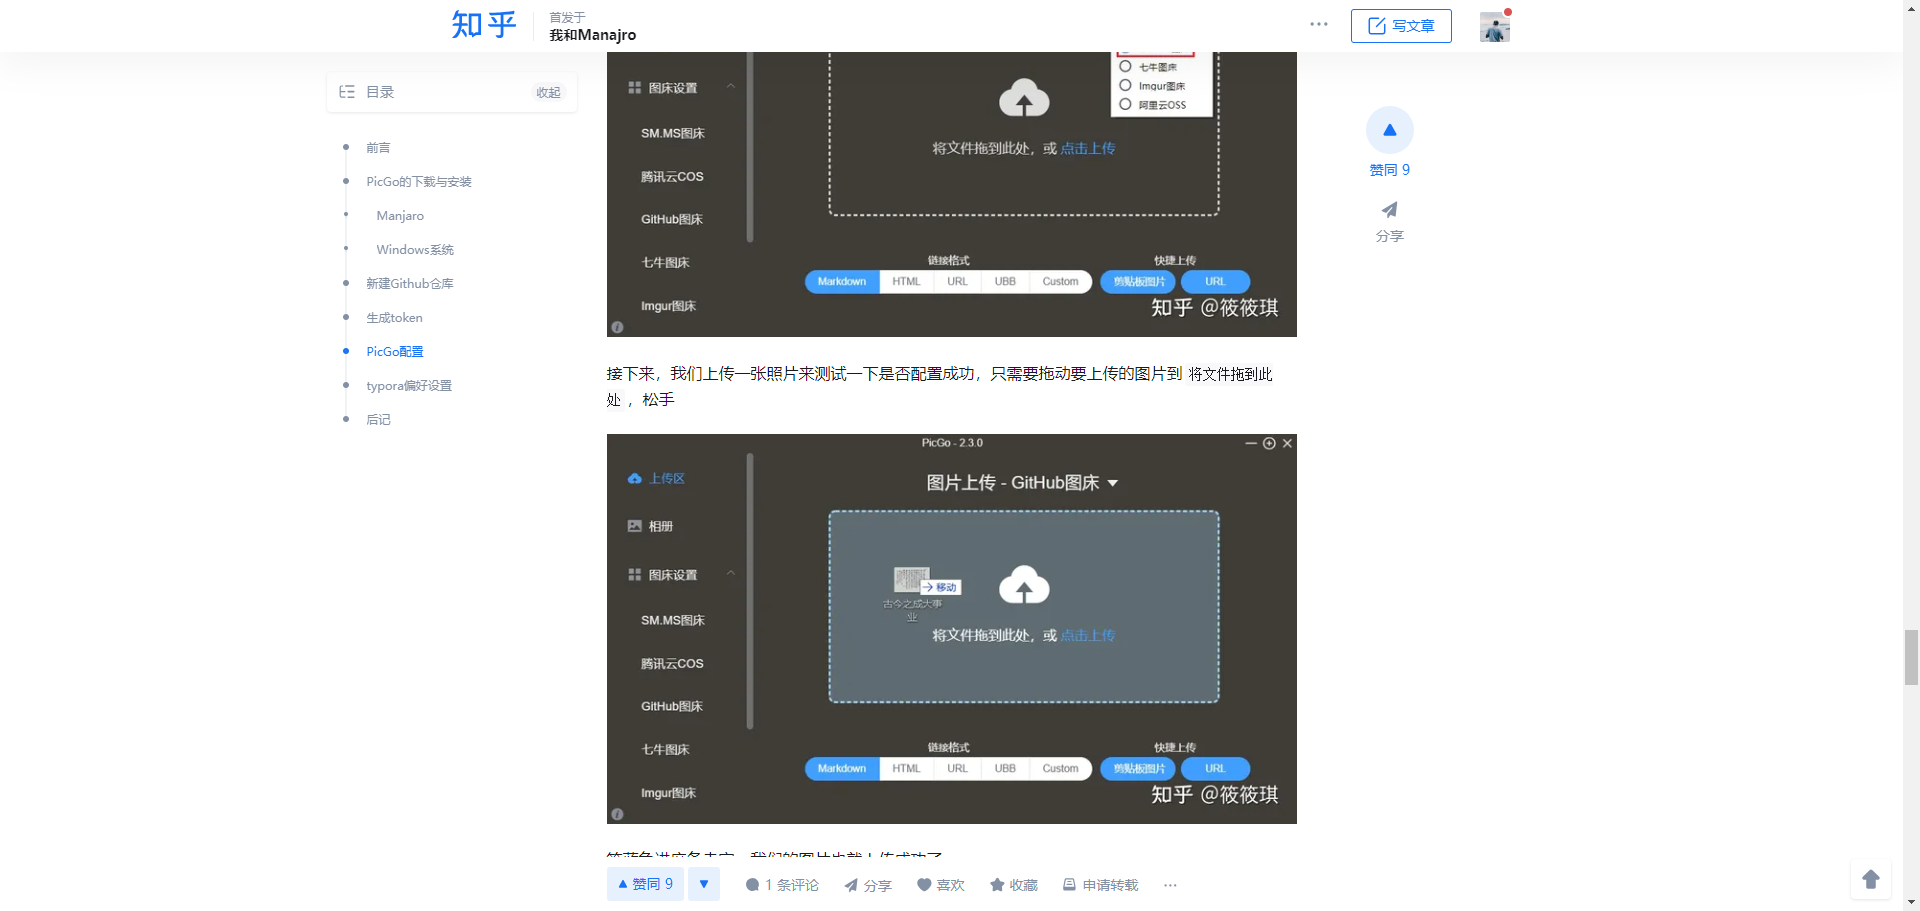 知乎
首发于
我和Manajro
写文章
目录
收起
前言
PicGo的下载与安装
Manjaro
Windows系统
新建Github仓库
生成token
PicGo配置
typora偏好设置
后记
图床设置
SM.MS图床
腾讯云COS
GitHub图床
七牛图床
Imgur图床
七牛图床
Imgur图床
阿里云OSS
将文件拖到此处，或 点击上传
链接格式
快捷上传
Markdown HTML URL UBB Custom 剪贴板图片 URL
知乎 @筱筱琪
赞同 9
分享
接下来，我们上传一张照片来测试一下是否配置成功，只需要拖动要上传的图片到 将文件拖到此
处 ，松手
PicGo - 2.3.0
上传区
相册
图床设置
SM.MS图床
腾讯云COS
GitHub图床
七牛图床
Imgur图床
图片上传 - GitHub图床
移动
古今之成大事
业
将文件拖到此处，或 点击上传
链接格式
快捷上传
Markdown HTML URL UBB Custom 剪贴板图片 URL
知乎 @筱筱琪
赞同 9
1 条评论
分享
喜欢
收藏
申请转载